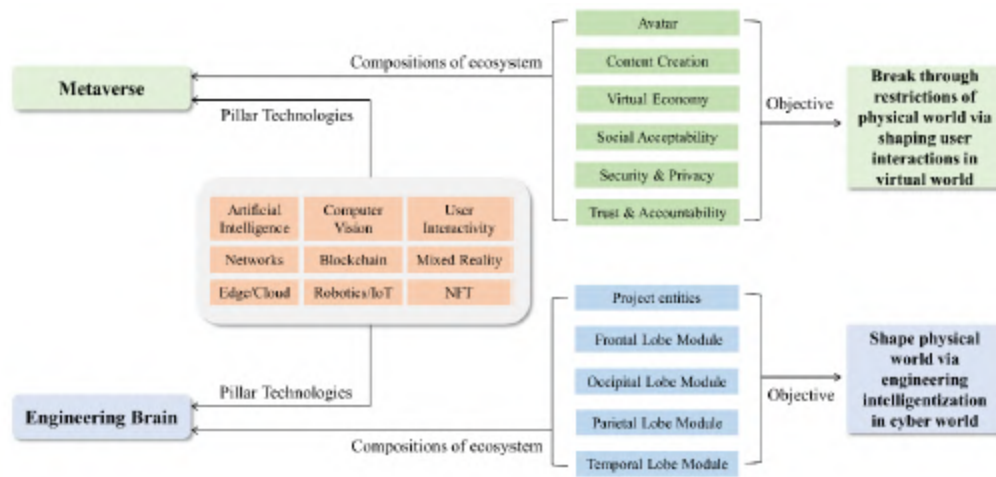 Avatar
Compositions of ecosystem
Content Creation
Metaverse
Virtual Economy
Objective
Break through
restrictions of
physical world via
shaping user
interactions in
virtual world
Pillar Technologies
Social Acceptability
Security & Privacy
Trust & Accountability
Artificial
Intelligence
Computer
Vision
User
Interactivity
Networks
Blockchain
Mixed Reality
Edge/Cloud
Robotics/IoT
NFT
Project entities
Frontal Lobe Module
Occipital Lobe Module
Parietal Lobe Module
Temporal Lobe Module
Objective
Shape physical
world via
engineering
intelligentization
in cyber world
Pillar Technologies
Engineering Brain
Compositions of ecosystem